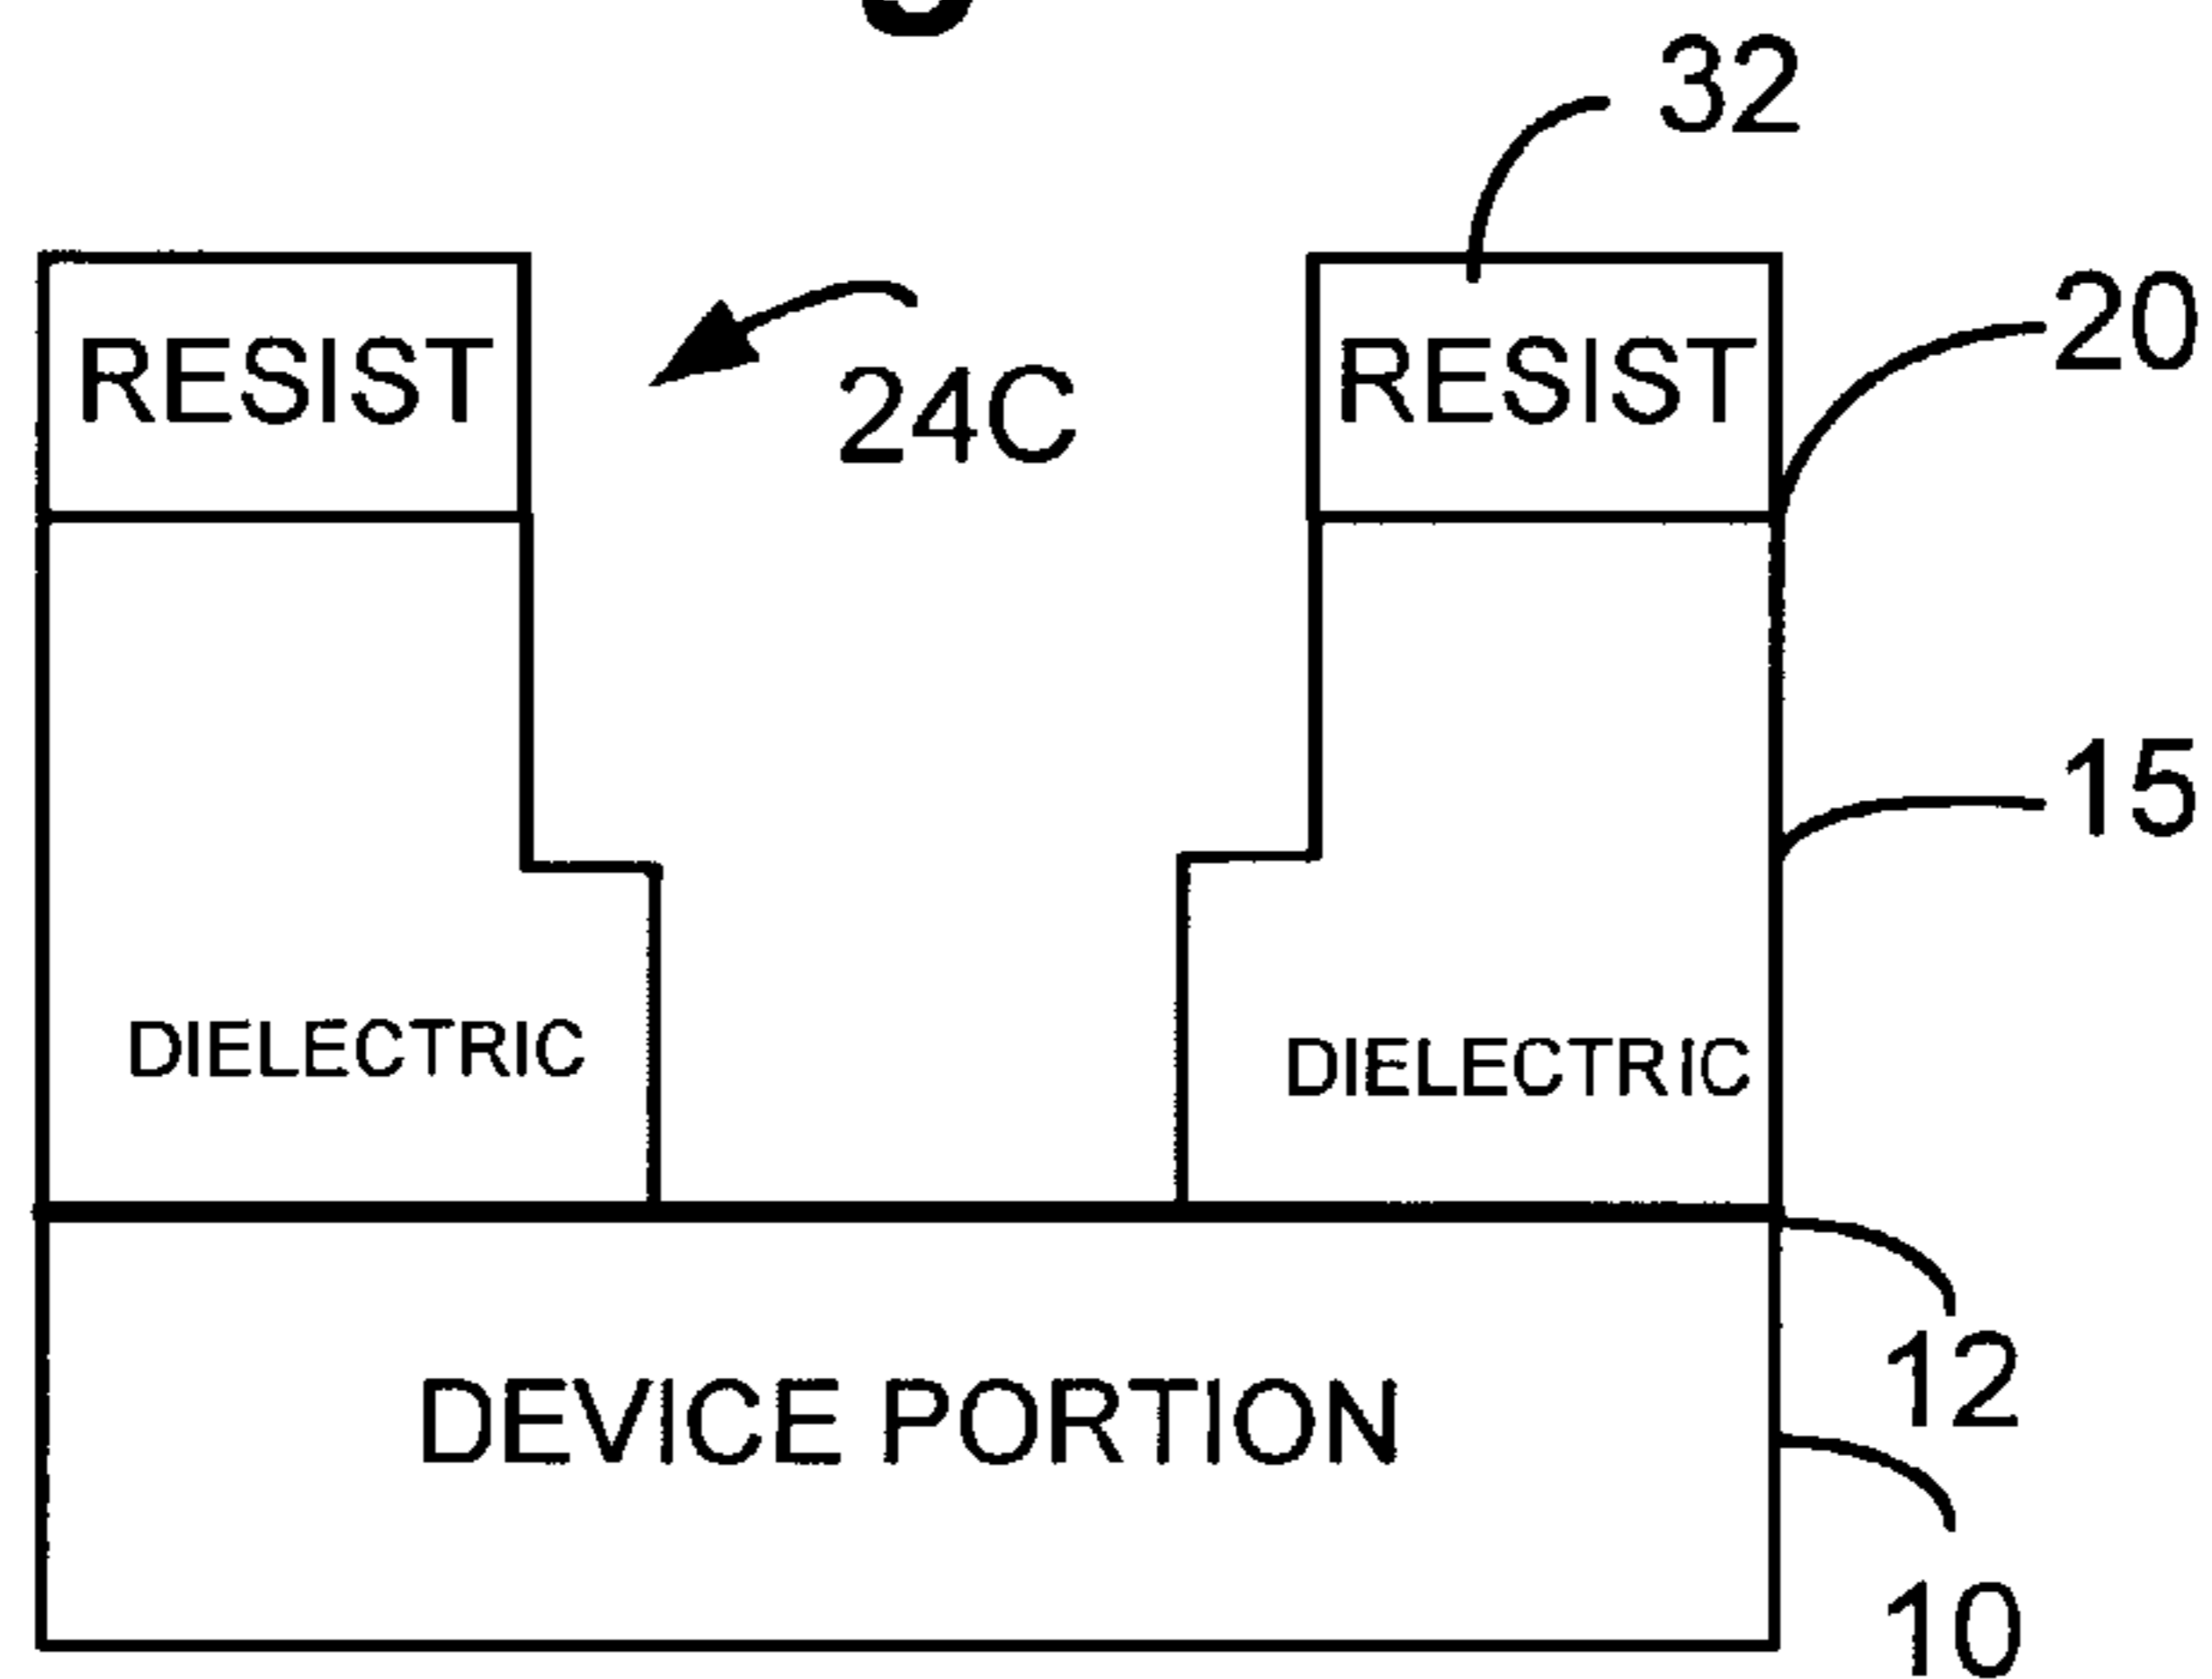 32
RESIST
24C
RESIST
20
15
DIELECTRIC
DIELECTRIC
12
DEVICE PORTION
10